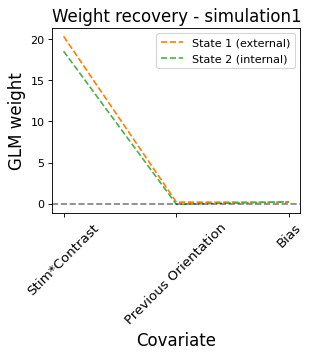 Weight recovery - simulation1
State 1 (external)
State 2 (internal)
GLM weight
20
15
10
5
0
Stim*Contrast
Previous Orientation
Bias
Covariate